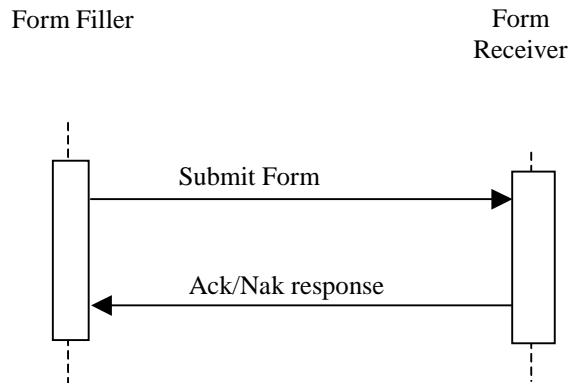 Form Filler
Form
Receiver
Submit Form
Ack/Nak response